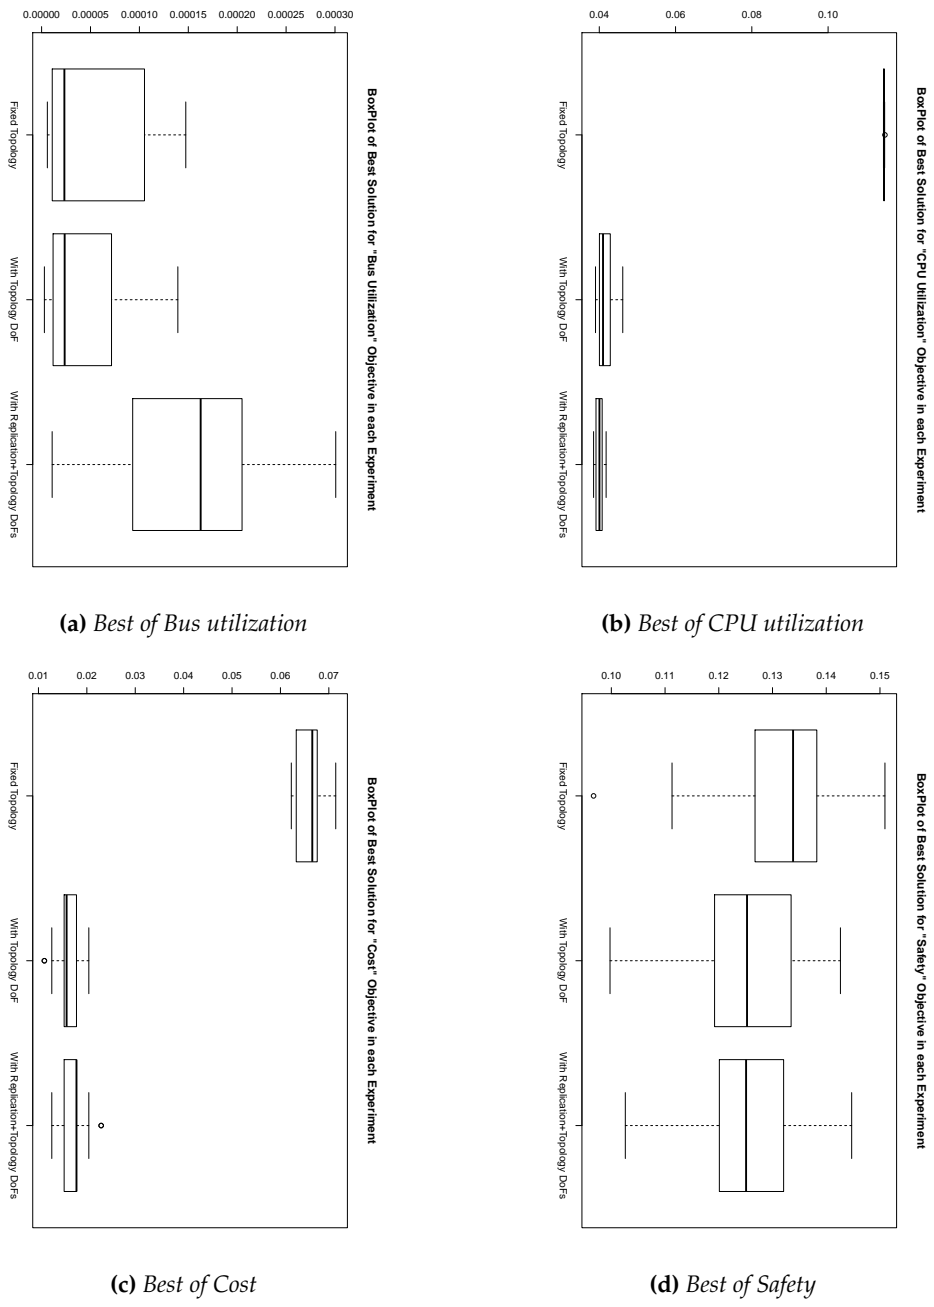 0.00000 0.00005 0.00010 0.00015 0.00020 0.00025 0.00030
Fixed Topology
With Topology DoF
With Replication+Topology DoFs
BoxPlot of Best Solution for "Bus Utilization" Objective in each Experiment
(a) Best of Bus utilization
0.04 0.06 0.08 0.10
Fixed Topology
With Topology DoF
With Replication+Topology DoFs
BoxPlot of Best Solution for "CPU Utilization" Objective in each Experiment
(b) Best of CPU utilization
0.01 0.02 0.03 0.04 0.05 0.06 0.07
Fixed Topology
With Topology DoF
With Replication+Topology DoFs
BoxPlot of Best Solution for "Cost" Objective in each Experiment
(c) Best of Cost
0.10 0.11 0.12 0.13 0.14 0.15
Fixed Topology
With Topology DoF
With Replication+Topology DoFs
BoxPlot of Best Solution for "Safety" Objective in each Experiment
(d) Best of Safety